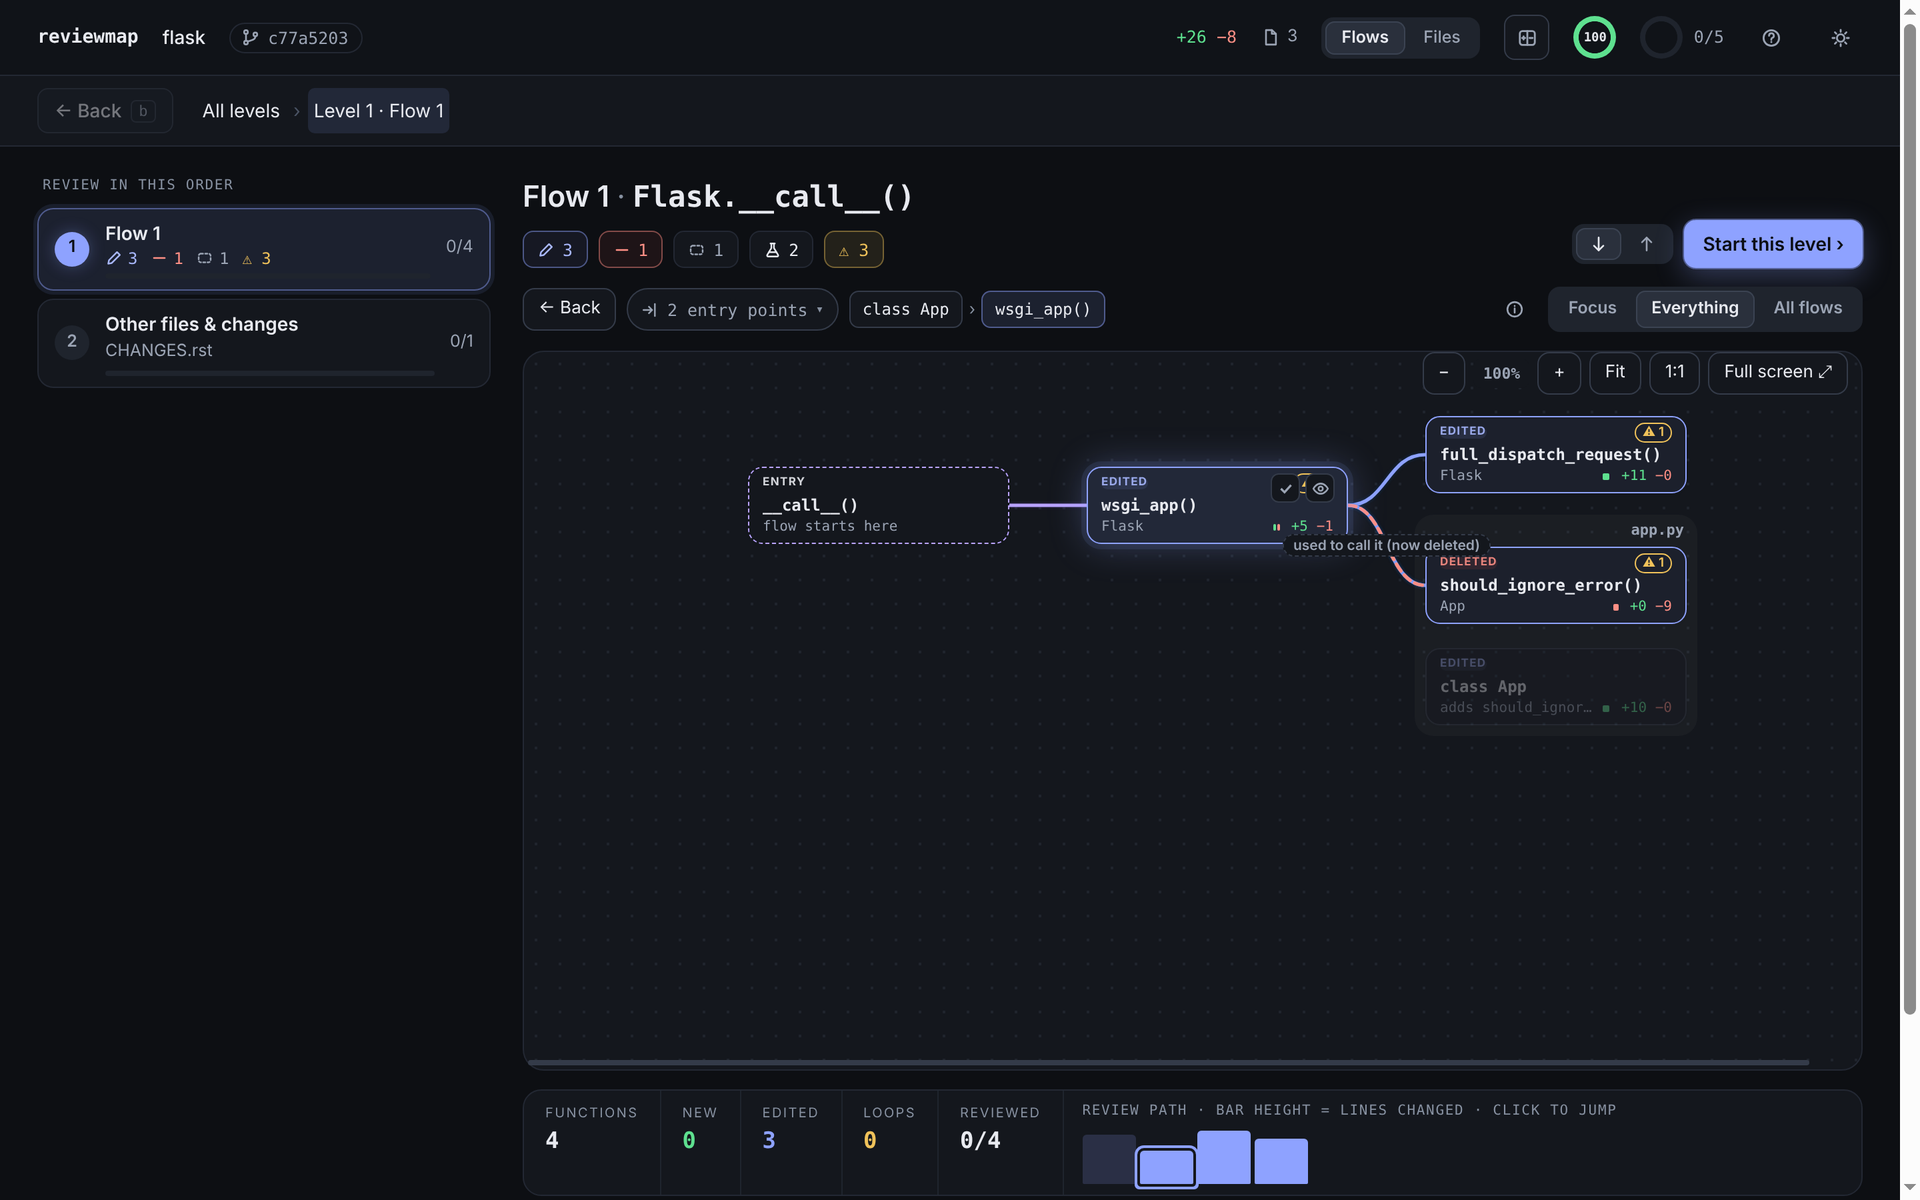 reviewmap flask c77a5203 +26 −8 3 Flows Files 100 0/5
← Back b All levels › Level 1 · Flow 1
REVIEW IN THIS ORDER
1 Flow 1 0/4
3 − 1 1 ⚠ 3
2 Other files & changes 0/1
CHANGES.rst
Flow 1 · Flask.__call__()
3 − 1 1 2 ⚠ 3
↓ ↑ Start this level ›
← Back 2 entry points ▾ class App › wsgi_app()
Focus Everything All flows
− 100% + Fit 1:1 Full screen ⤢
ENTRY
__call__()
flow starts here
EDITED
wsgi_app()
Flask +5 −1
used to call it (now deleted)
EDITED ⚠ 1
full_dispatch_request()
Flask +11 −0
app.py
DELETED ⚠ 1
should_ignore_error()
App +0 −9
EDITED
class App
adds should_ignor… +10 −0
FUNCTIONS
4
NEW
0
EDITED
3
LOOPS
0
REVIEWED
0/4
REVIEW PATH · BAR HEIGHT = LINES CHANGED · CLICK TO JUMP